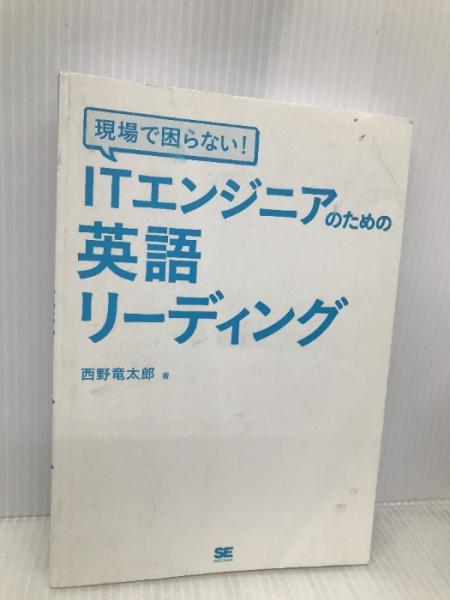 現場で困らない!
ITエンジニアのための
英語
リーディング
西野竜太郎 著
SE
SHOEISHA